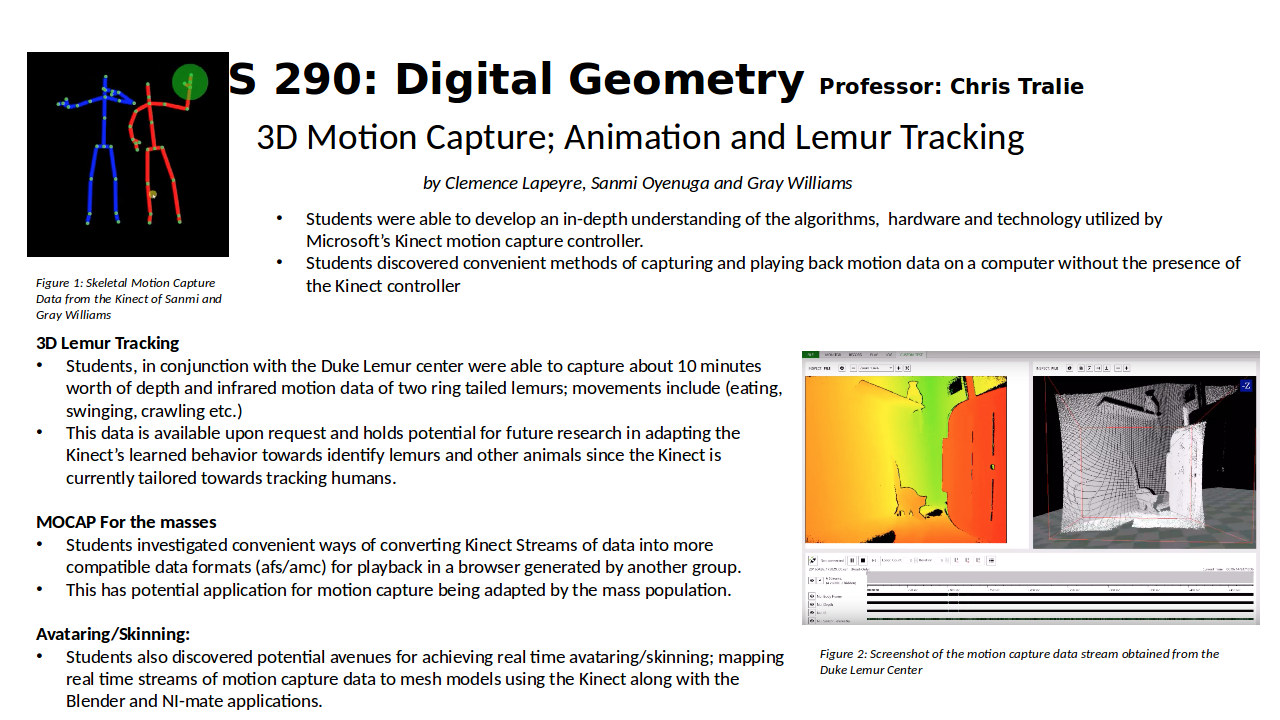 S 290: Digital Geometry Professor: Chris Tralie
3D Motion Capture; Animation and Lemur Tracking
by Clemence Lapeyre, Sanmi Oyenuga and Gray Williams
• Students were able to develop an in-depth understanding of the algorithms, hardware and technology utilized by
Microsoft's Kinect motion capture controller.
• Students discovered convenient methods of capturing and playing back motion data on a computer without the presence of
the Kinect controller
Figure 1: Skeletal Motion Capture
Data from the Kinect of Sanmi and
Gray Williams
3D Lemur Tracking
• Students, in conjunction with the Duke Lemur center were able to capture about 10 minutes
worth of depth and infrared motion data of two ring tailed lemurs; movements include (eating,
swinging, crawling etc.)
• This data is available upon request and holds potential for future research in adapting the
Kinect's learned behavior towards identify lemurs and other animals since the Kinect is
currently tailored towards tracking humans.
MOCAP For the masses
• Students investigated convenient ways of converting Kinect Streams of data into more
compatible data formats (afs/amc) for playback in a browser generated by another group.
• This has potential application for motion capture being adapted by the mass population.
Avataring/Skinning:
• Students also discovered potential avenues for achieving real time avataring/skinning; mapping
real time streams of motion capture data to mesh models using the Kinect along with the
Blender and NI-mate applications.
-Z
Figure 2: Screenshot of the motion capture data stream obtained from the
Duke Lemur Center